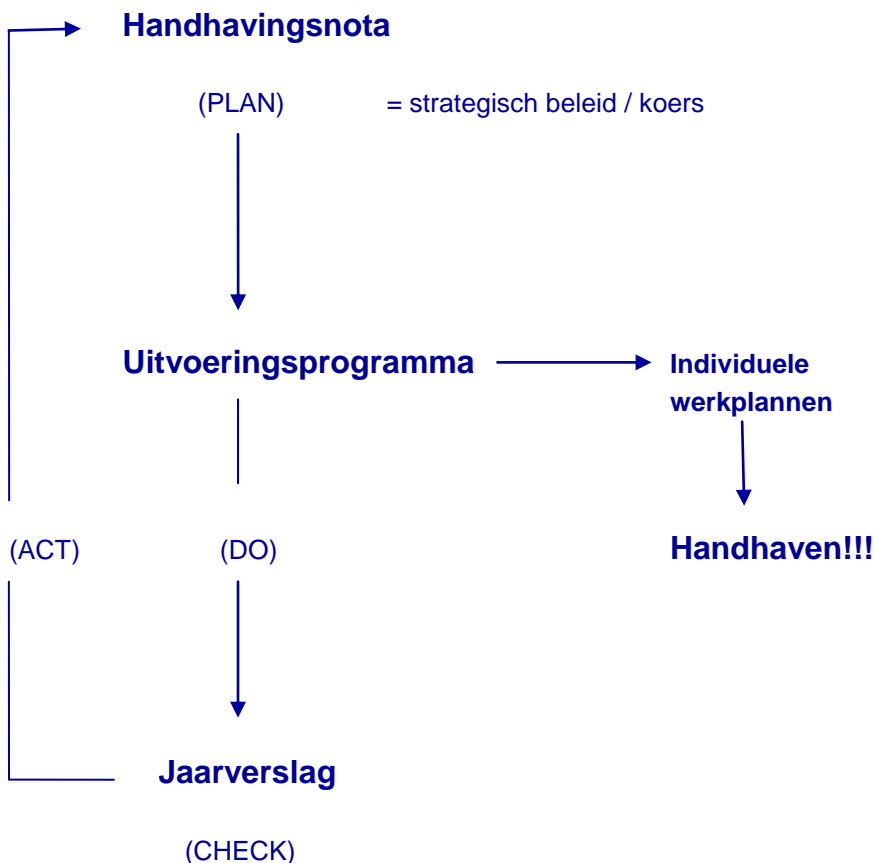 Handhavingsnota
(PLAN) = strategisch beleid / koers
Uitvoeringsprogramma
Individuele
werkplannen
(ACT)
(DO)
Handhaven!!!
Jaarverslag
(CHECK)